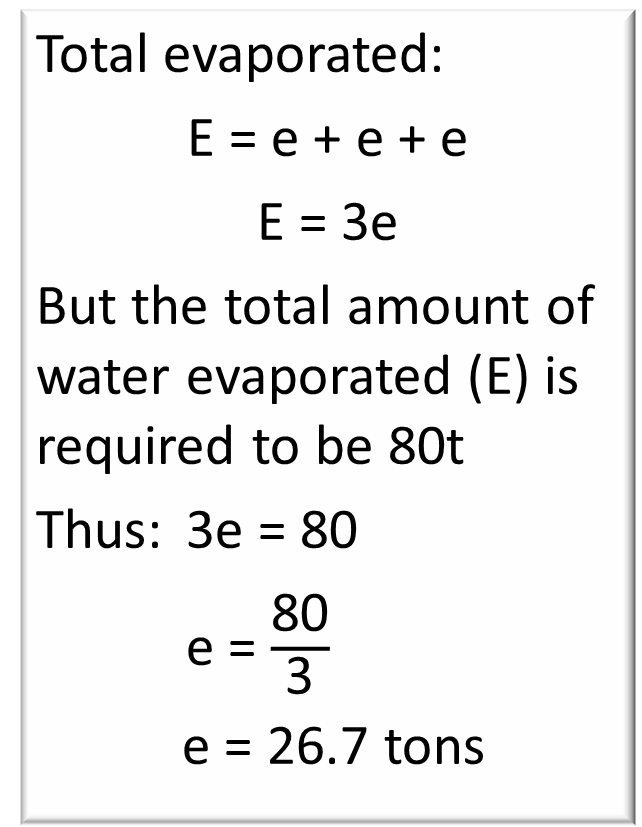 Total evaporated:
E = e + e + e
E = 3e
But the total amount of
water evaporated (E) is
required to be 80t
Thus: 3e = 80
e = 80/3
e = 26.7 tons